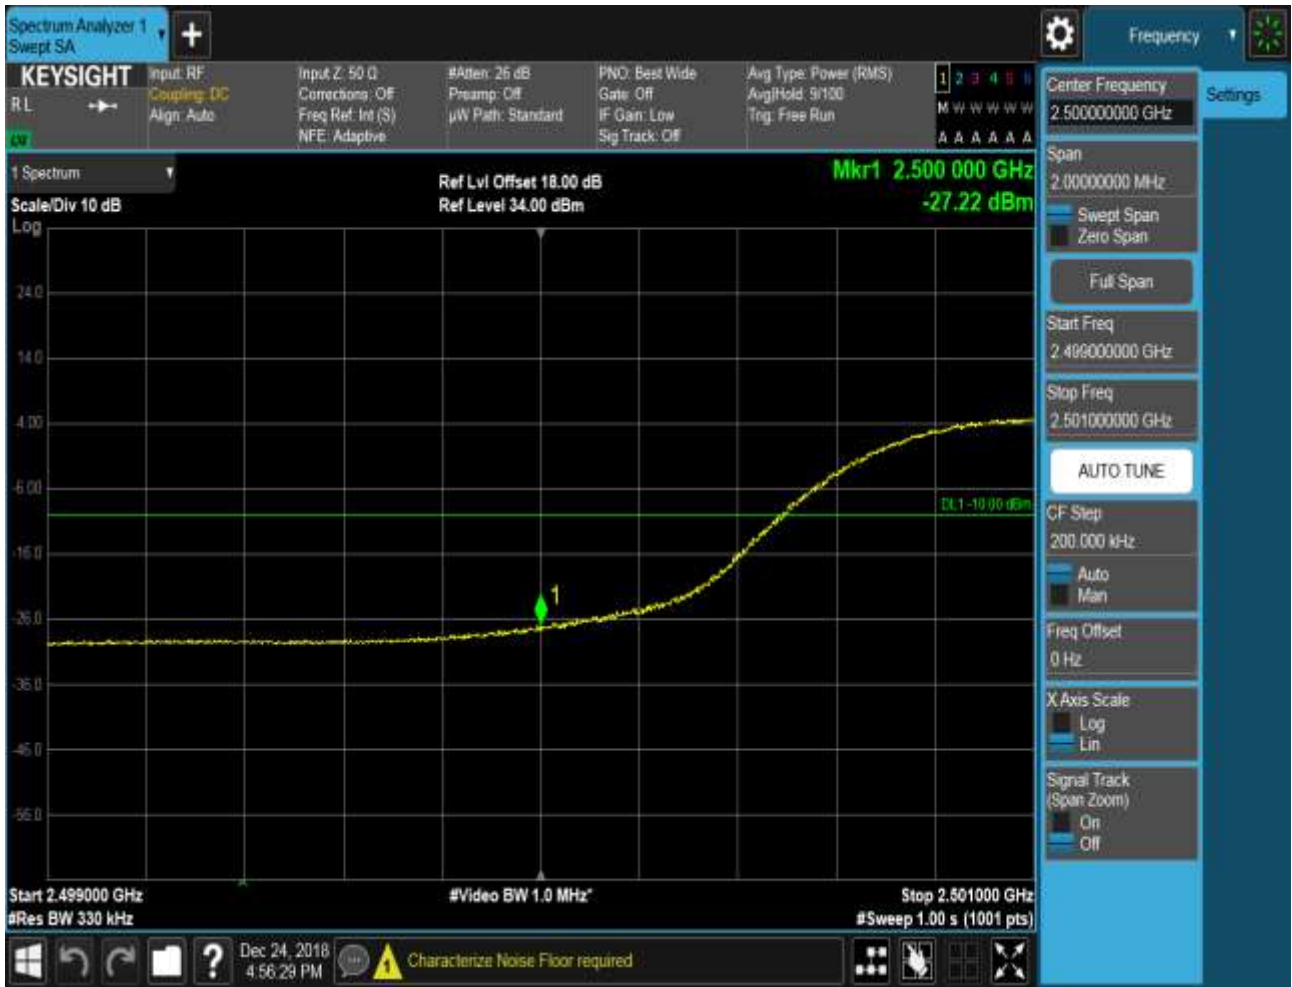 Spectrum Analyzer 1
Swept SA
Frequency
KEYSIGHT
RL
Input: RF
Coupling: DC
Align: Auto
Input Z: 50 Ω
Corrections: Off
Freq Ref: Int (S)
NFE: Adaptive
#Atten: 26 dB
Preamp: Off
µW Path: Standard
PNO: Best Wide
Gate: Off
IF Gain: Low
Sig Track: Off
Avg Type: Power (RMS)
Avg|Hold: 9/100
Trig: Free Run
1 2 3 4 5 6
M W W W W W
A A A A A A
1 Spectrum
Scale/Div 10 dB
Log
Ref Lvl Offset 18.00 dB
Ref Level 34.00 dBm
Mkr1 2.500 000 GHz
-27.22 dBm
24.0
14.0
4.00
-6.00
-16.0
-26.0
-36.0
-46.0
-56.0
DL1 -10.00 dBm
1
Start 2.499000 GHz
#Res BW 330 kHz
#Video BW 1.0 MHz*
Stop 2.501000 GHz
#Sweep 1.00 s (1001 pts)
Center Frequency
2.500000000 GHz
Settings
Span
2.00000000 MHz
Swept Span
Zero Span
Full Span
Start Freq
2.499000000 GHz
Stop Freq
2.501000000 GHz
AUTO TUNE
CF Step
200.000 kHz
Auto
Man
Freq Offset
0 Hz
X Axis Scale
Log
Lin
Signal Track
(Span Zoom)
On
Off
?
Dec 24, 2018
4:56:29 PM
1
Characterize Noise Floor required